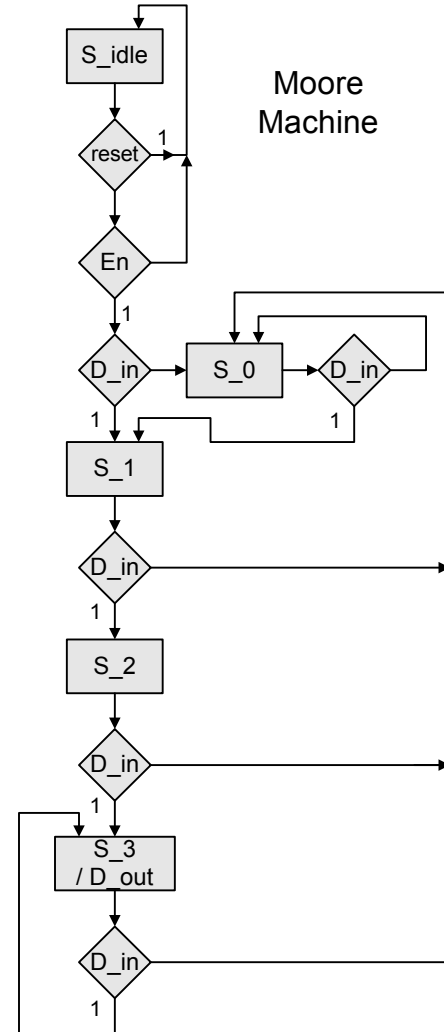 S_idle
Moore
Machine
reset
1
En
1
D_in
S_0
D_in
1
1
S_1
D_in
1
S_2
D_in
1
S_3
/ D_out
D_in
1